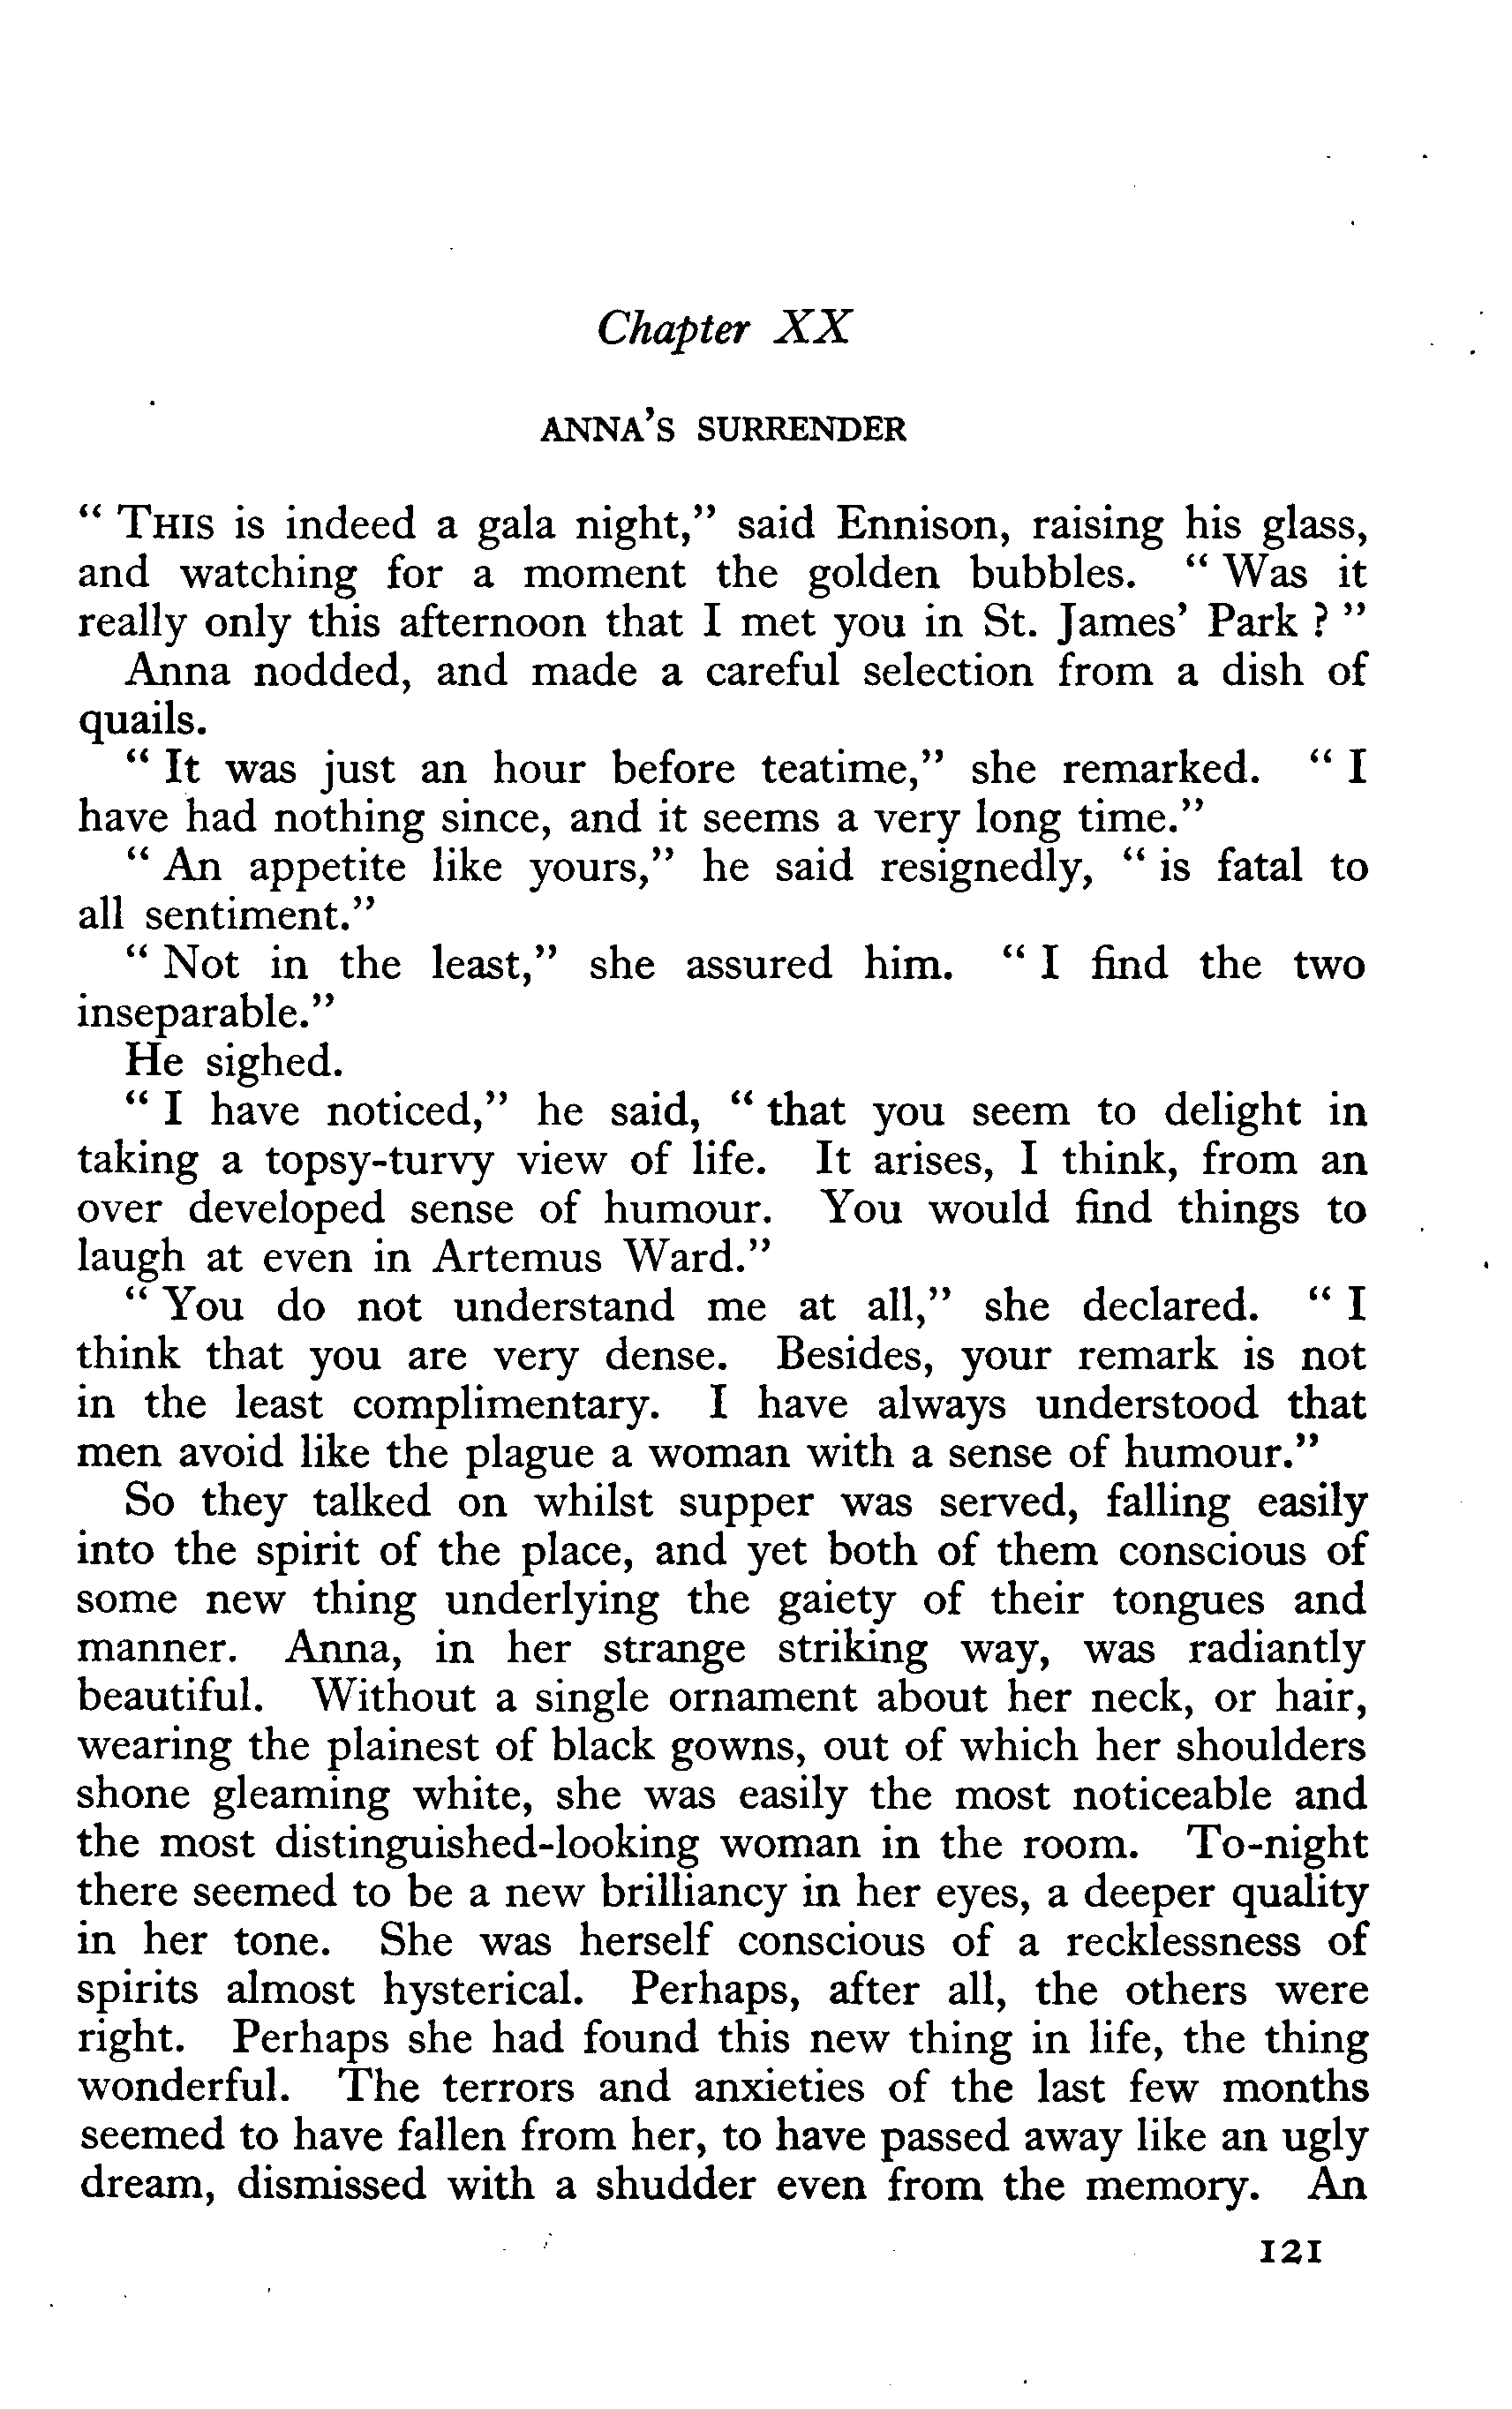 Chapter XX
ANNA'S SURRENDER
" THIS is indeed a gala night," said Ennison, raising his glass,
and watching for a moment the golden bubbles. " Was it
really only this afternoon that I met you in St. James' Park ? "
Anna nodded, and made a careful selection from a dish of
quails.
" It was just an hour before teatime," she remarked. " I
have had nothing since, and it seems a very long time."
" An appetite like yours," he said resignedly, " is fatal to
all sentiment."
" Not in the least," she assured him. " I find the two
inseparable."
He sighed.
" I have noticed," he said, " that you seem to delight in
taking a topsy-turvy view of life. It arises, I think, from an
over developed sense of humour. You would find things to
laugh at even in Artemus Ward."
" You do not understand me at all," she declared. " I
think that you are very dense. Besides, your remark is not
in the least complimentary. I have always understood that
men avoid like the plague a woman with a sense of humour."
So they talked on whilst supper was served, falling easily
into the spirit of the place, and yet both of them conscious of
some new thing underlying the gaiety of their tongues and
manner. Anna, in her strange striking way, was radiantly
beautiful. Without a single ornament about her neck, or hair,
wearing the plainest of black gowns, out of which her shoulders
shone gleaming white, she was easily the most noticeable and
the most distinguished-looking woman in the room. To-night
there seemed to be a new brilliancy in her eyes, a deeper quality
in her tone. She was herself conscious of a recklessness of
spirits almost hysterical. Perhaps, after all, the others were
right. Perhaps she had found this new thing in life, the thing
wonderful. The terrors and anxieties of the last few months
seemed to have fallen from her, to have passed away like an ugly
dream, dismissed with a shudder even from the memory. An
121